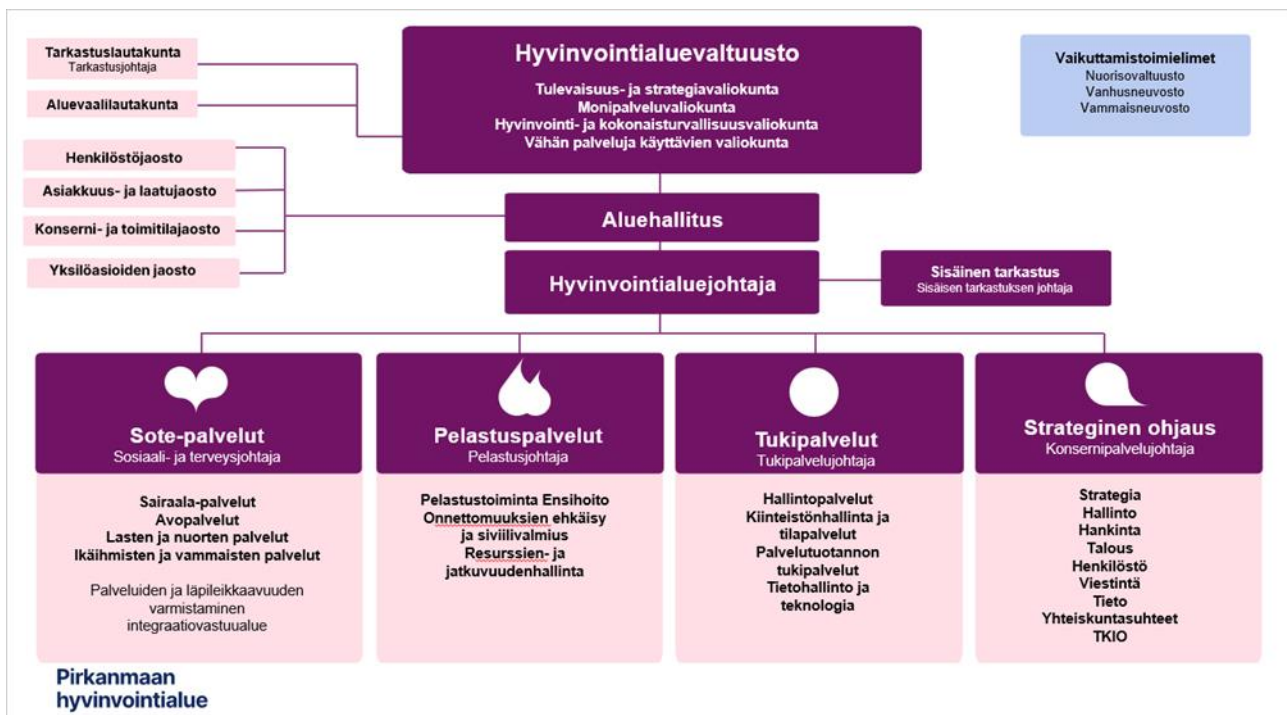 Tarkastuslautakunta
Tarkastusjohtaja
Aluevaalilautakunta
Henkilöstöjaosto
Asiakkuus- ja laatujaosto
Konserni- ja toimitilajaosto
Yksilöasioiden jaosto
Hyvinvointialuevaltuusto
Tulevaisuus- ja strategiavaliokunta
Monipalveluvaliokunta
Hyvinvointi- ja kokonaisturvallisuusvaliokunta
Vähän palveluja käyttävien valiokunta
Vaikuttamistoimielimet
Nuorisovaltuusto
Vanhusneuvosto
Vammaisneuvosto
Aluehallitus
Hyvinvointialuejohtaja
Sisäinen tarkastus
Sisäisen tarkastuksen johtaja
Sote-palvelut
Sosiaali- ja terveysjohtaja
Sairaala-palvelut
Avopalvelut
Lasten ja nuorten palvelut
Ikäihmisten ja vammaisten palvelut
Palveluiden ja läpileikkaavuuden
varmistaminen
integraatiovastuualue
Pelastuspalvelut
Pelastusjohtaja
Pelastustoiminta Ensihoito
Onnettomuuksien ehkäisy
ja siviilivalmius
Resurssien- ja
jatkuvuudenhallinta
Tukipalvelut
Tukipalvelujohtaja
Hallintopalvelut
Kiinteistönhallinta ja
tilapalvelut
Palvelutuotannon
tukipalvelut
Tietohallinto ja
teknologia
Strateginen ohjaus
Konsernipalvelujohtaja
Strategia
Hallinto
Hankinta
Talous
Henkilöstö
Viestintä
Tieto
Yhteiskuntasuhteet
TKIO
Pirkanmaan
hyvinvointialue